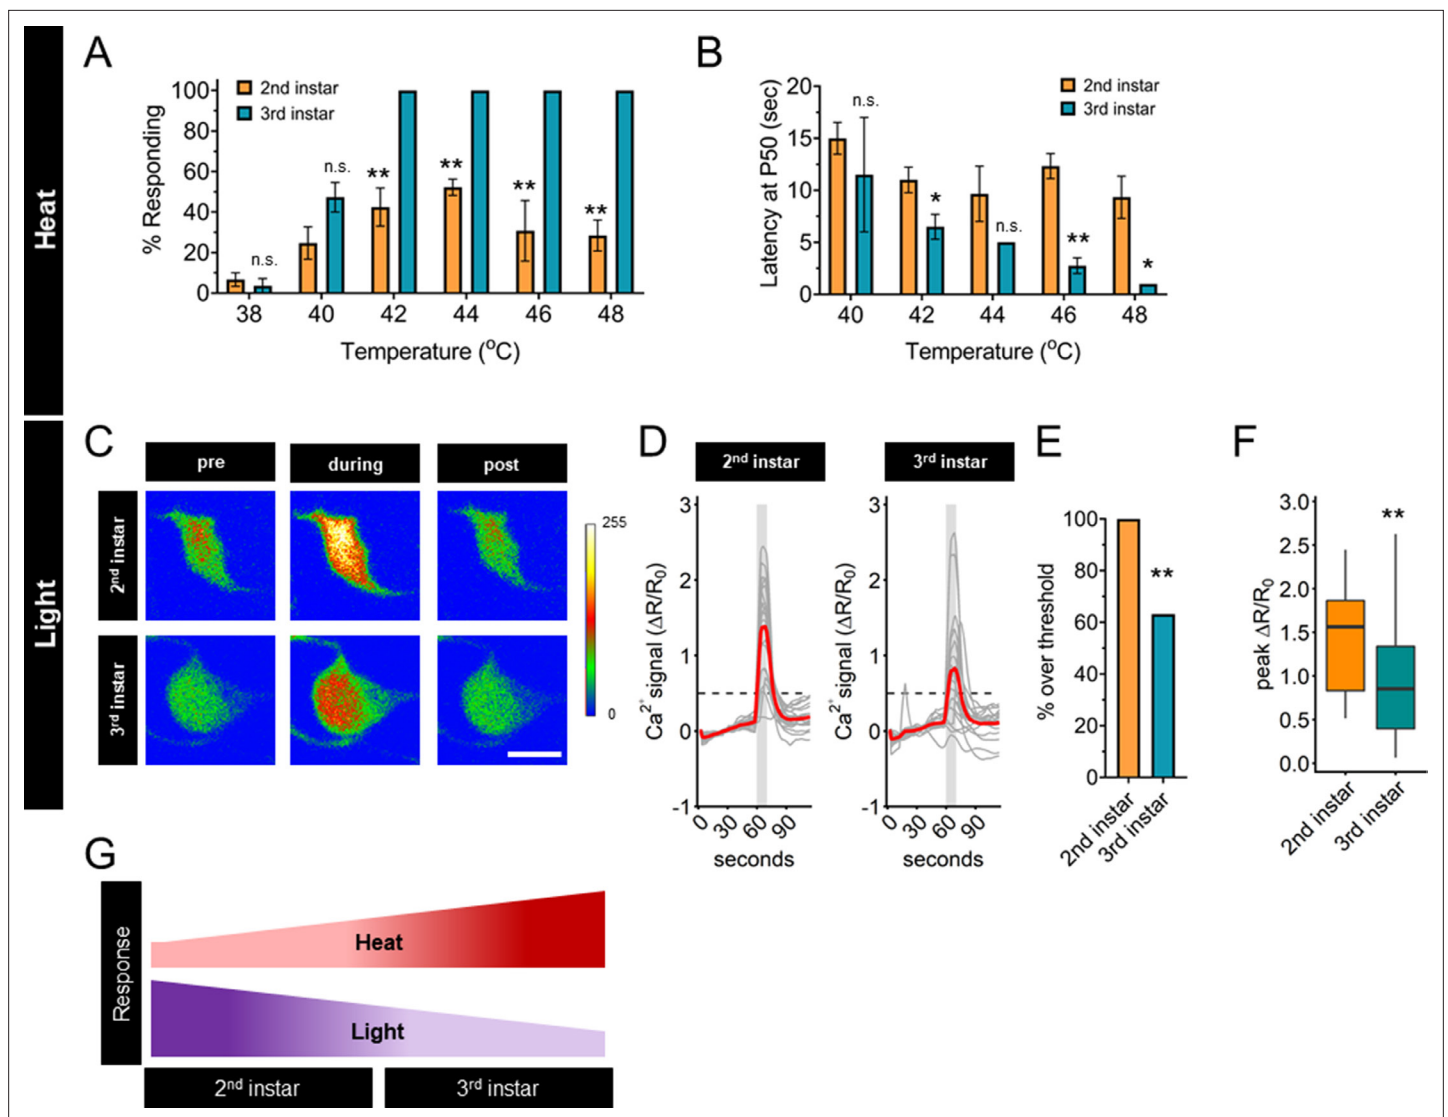 Heat
A
% Responding
2nd instar
3rd instar
100
80
60
40
20
0
n.s.
n.s.
**
**
**
**
38 40 42 44 46 48
Temperature (°C)
B
Latency at P50 (sec)
2nd instar
3rd instar
20
15
10
5
0
n.s.
*
n.s.
**
*
40 42 44 46 48
Temperature (°C)
Light
C
pre during post
2nd instar
3rd instar
255
0
D
2nd instar 3rd instar
Ca2+ signal (ΔR/R0)
3
2
1
0
-1
0 30 60 90
seconds
Ca2+ signal (ΔR/R0)
3
2
1
0
-1
0 30 60 90
seconds
E
% over threshold
100
80
60
40
20
0
**
2nd instar
3rd instar
F
peak ΔR/R0
3.0
2.5
2.0
1.5
1.0
0.5
0.0
**
2nd instar
3rd instar
G
Response
Heat
Light
2nd instar 3rd instar